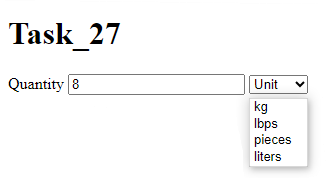 Task_27
Quantity 8 Unit
kg
lbps
pieces
liters